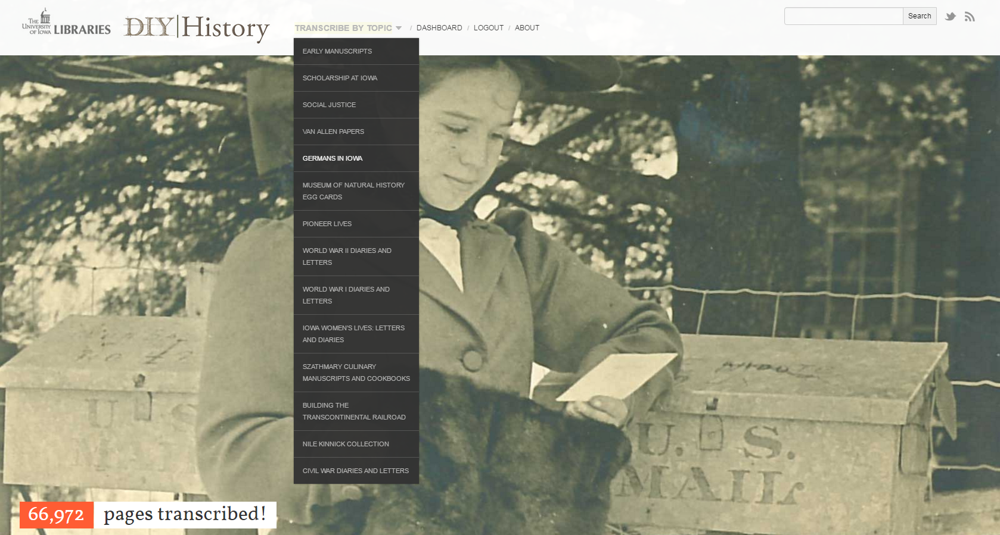 THE
UNIVERSITY
OF IOWA LIBRARIES
DIY|History
TRANSCRIBE BY TOPIC / DASHBOARD / LOGOUT / ABOUT
Search
EARLY MANUSCRIPTS
SCHOLARSHIP AT IOWA
SOCIAL JUSTICE
VAN ALLEN PAPERS
GERMANS IN IOWA
MUSEUM OF NATURAL HISTORY
EGG CARDS
PIONEER LIVES
WORLD WAR II DIARIES AND
LETTERS
WORLD WAR I DIARIES AND
LETTERS
IOWA WOMEN'S LIVES: LETTERS
AND DIARIES
SZATHMARY CULINARY
MANUSCRIPTS AND COOKBOOKS
BUILDING THE
TRANSCONTINENTAL RAILROAD
NILE KINNICK COLLECTION
CIVIL WAR DIARIES AND LETTERS
U S
U.S.
MAIL
66,972 pages transcribed!